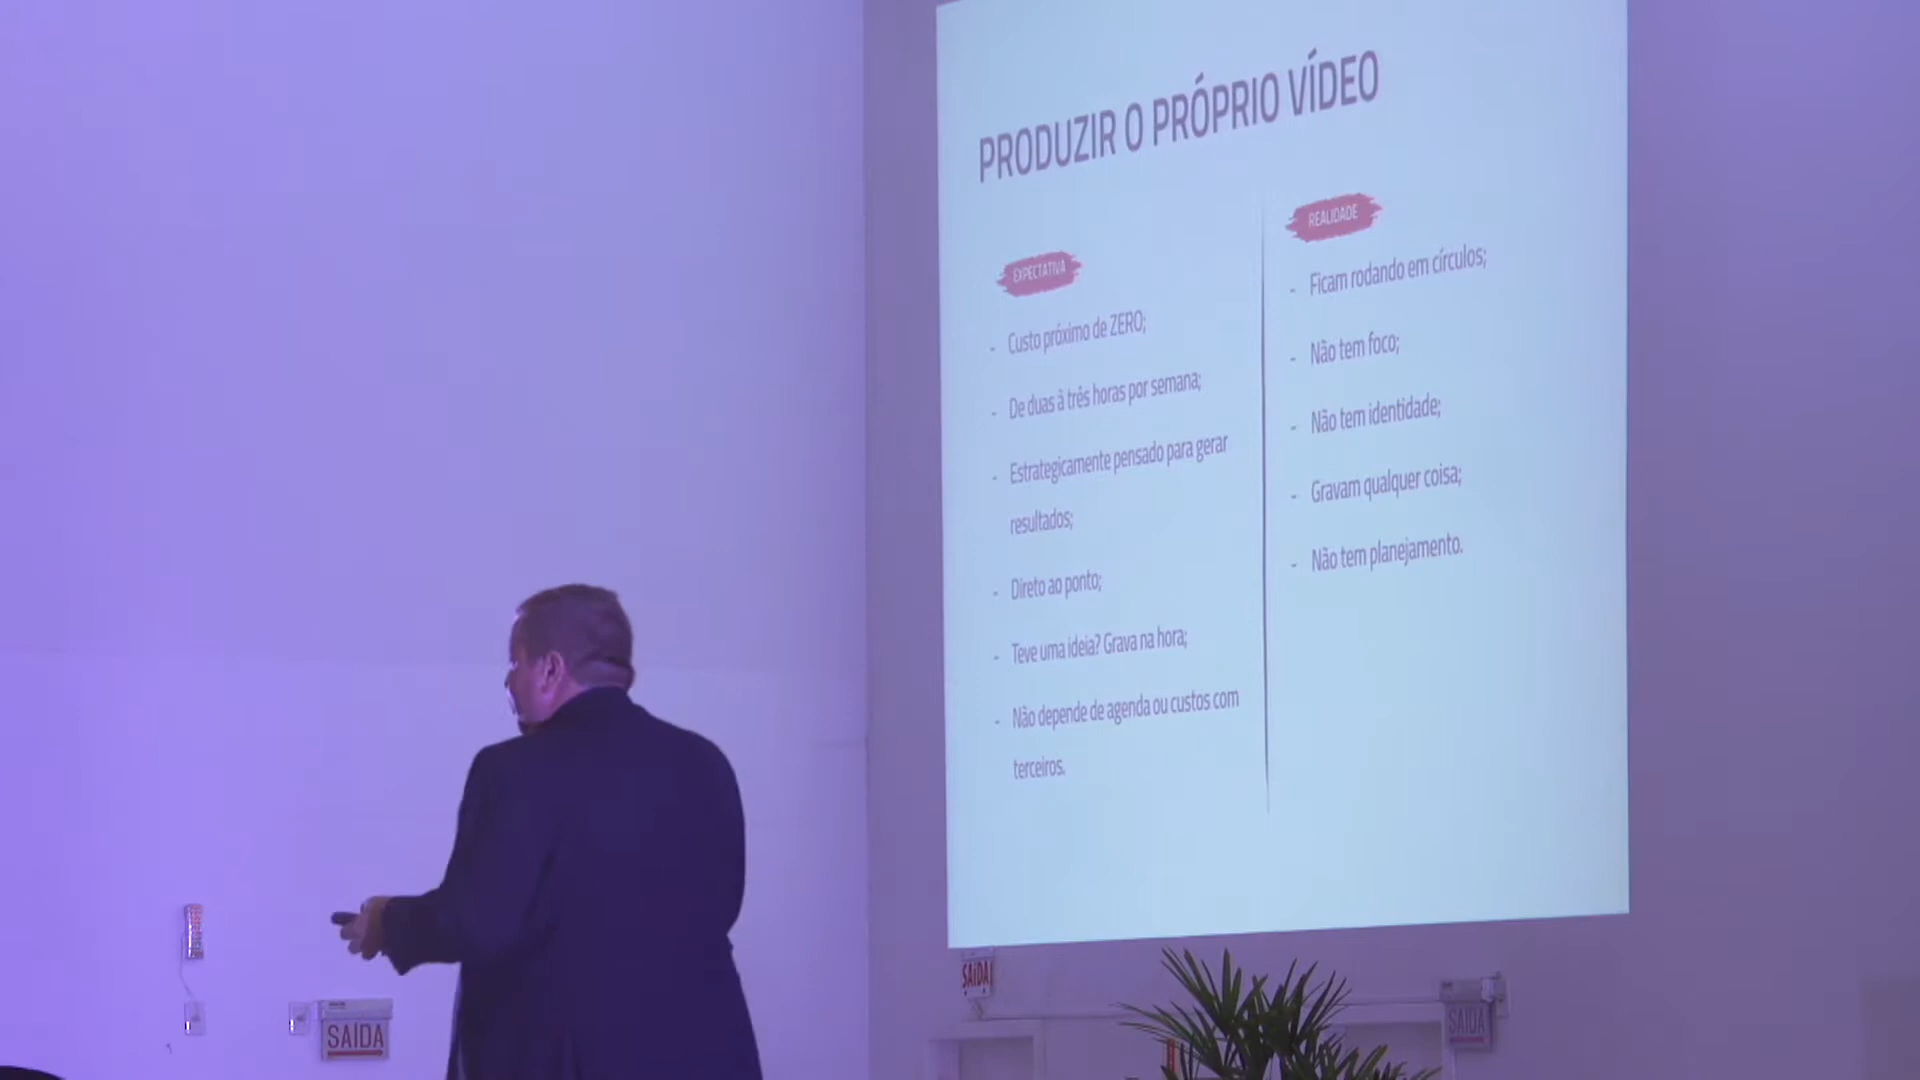 PRODUZIR O PRÓPRIO VÍDEO
EXPECTATIVA
- Custo próximo de ZERO;
- De duas à três horas por semana;
- Estrategicamente pensado para gerar
resultados;
- Direto ao ponto;
- Teve uma ideia? Grava na hora;
- Não depende de agenda ou custos com
terceiros.
REALIDADE
- Ficam rodando em círculos;
- Não tem foco;
- Não tem identidade;
- Gravam qualquer coisa;
- Não tem planejamento.
SAÍDA
SAÍDA
SAÍDA